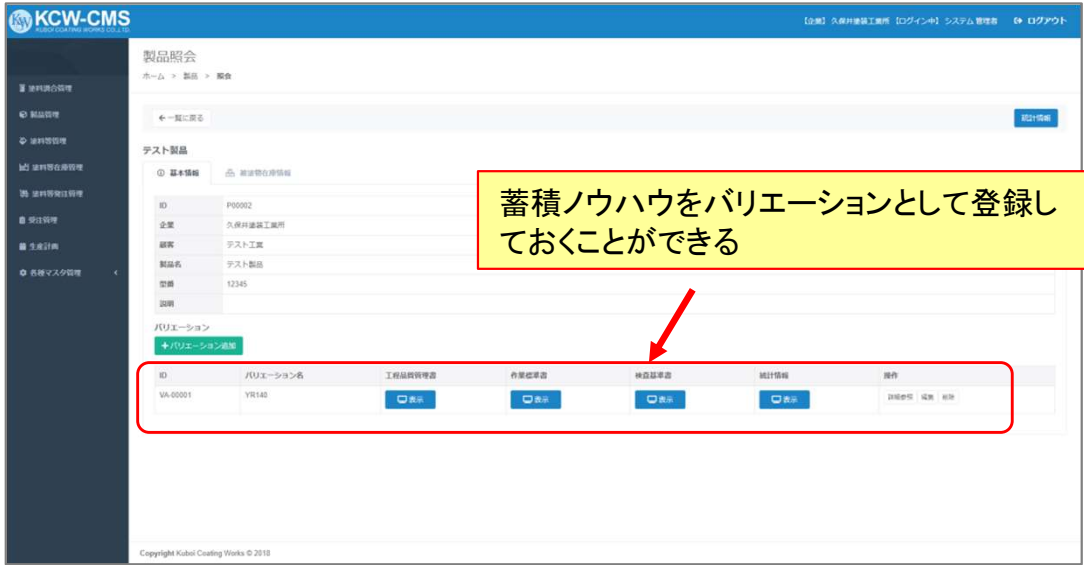 KCW-CMS
KUBOI COATING WORKS CO.,LTD.
【企業】久保井塗装工業所 【ログイン中】システム管理者 ログアウト
製品照会
ホーム > 製品 > 照会
塗料調合管理
製品管理
塗料等管理
塗料等在庫管理
塗料等発注管理
受注管理
生産計画
各種マスタ管理
一覧に戻る
統計情報
テスト製品
基本情報 被塗物在庫情報
蓄積ノウハウをバリエーションとして登録し
ておくことができる
ID P00002
企業 久保井塗装工業所
顧客 テスト工業
製品名 テスト製品
型番 12345
説明
バリエーション
+バリエーション追加
ID バリエーション名 工程品質管理書 作業標準書 検査基準書 統計情報 操作
VA-00001 YR140 表示 表示 表示 表示 詳細参照 編集 削除
Copyright Kuboi Coating Works © 2018